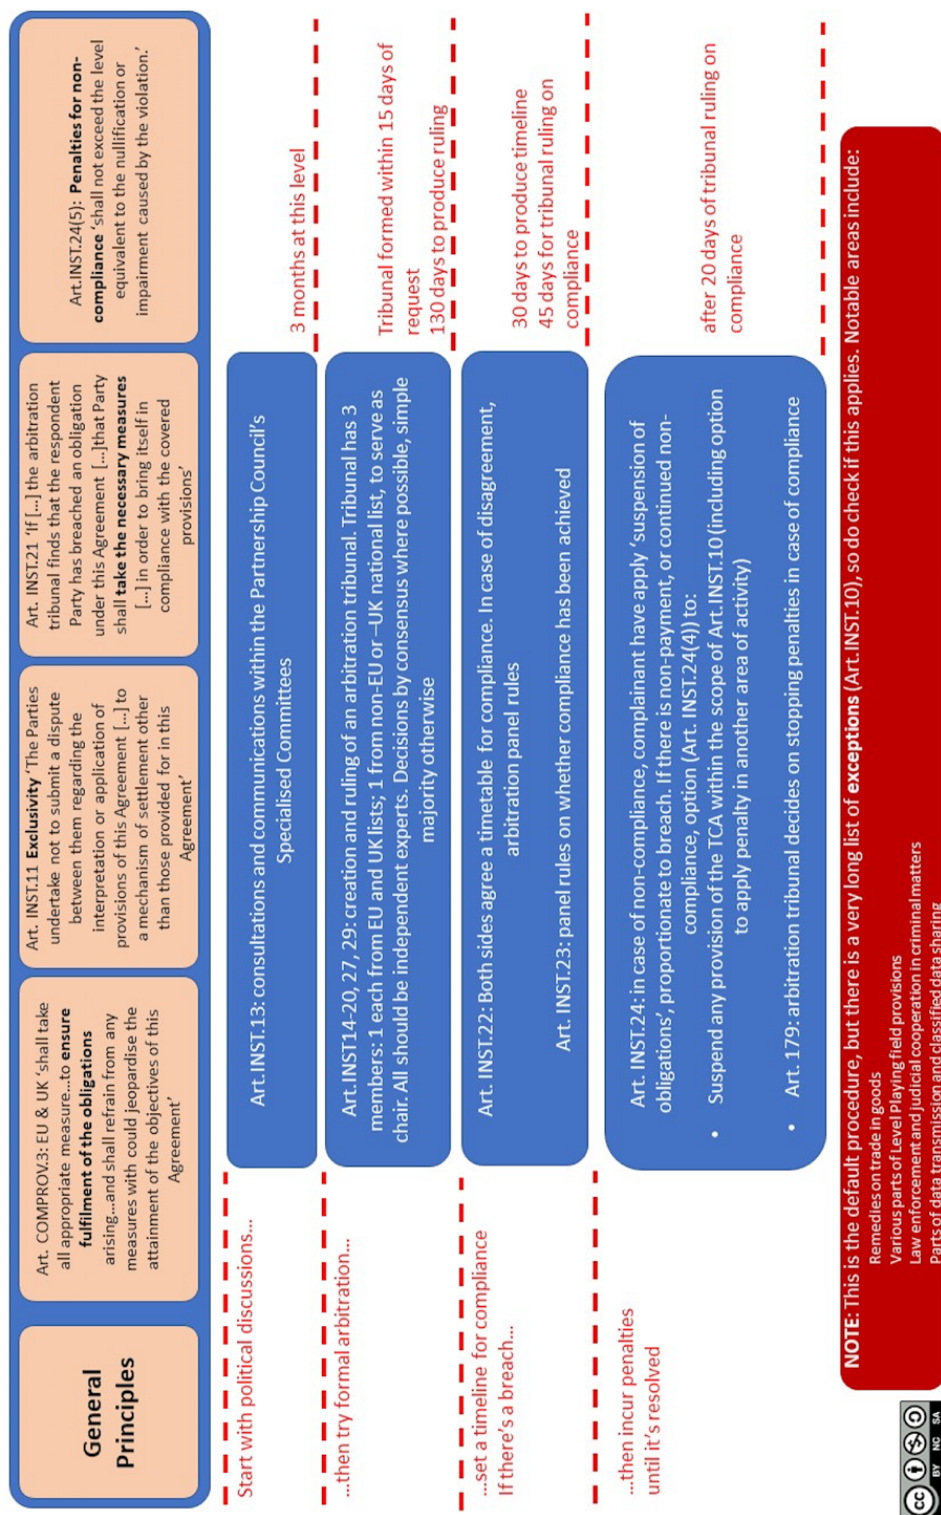 General
Principles
Art. COMPROV.3: EU & UK ‘shall take
all appropriate measure...to ensure
fulfilment of the obligations
arising...and shall refrain from any
measures with could jeopardise the
attainment of the objectives of this
Agreement’
Art. INST.11 Exclusivity ‘The Parties
undertake not to submit a dispute
between them regarding the
interpretation or application of
provisions of this Agreement [...] to
a mechanism of settlement other
than those provided for in this
Agreement’
Art. INST.21 ‘If [...] the arbitration
tribunal finds that the respondent
Party has breached an obligation
under this Agreement [...]that Party
shall take the necessary measures
[...] in order to bring itself in
compliance with the covered
provisions’
Art.INST.24(5): Penalties for non-
compliance ‘shall not exceed the level
equivalent to the nullification or
impairment caused by the violation.’
Start with political discussions...
Art.INST.13: consultations and communications within the Partnership Council’s
Specialised Committees
3 months at this level
...then try formal arbitration...
Art.INST14-20, 27, 29: creation and ruling of an arbitration tribunal. Tribunal has 3
members: 1 each from EU and UK lists; 1 from non-EU or –UK national list, to serve as
chair. All should be independent experts. Decisions by consensus where possible, simple
majority otherwise
Tribunal formed within 15 days of
request
130 days to produce ruling
...set a timeline for compliance
If there’s a breach...
Art. INST.22: Both sides agree a timetable for compliance. In case of disagreement,
arbitration panel rules
Art. INST.23: panel rules on whether compliance has been achieved
30 days to produce timeline
45 days for tribunal ruling on
compliance
...then incur penalties
until it’s resolved
Art. INST.24: in case of non-compliance, complainant have apply ‘suspension of
obligations’, proportionate to breach. If there is non-payment, or continued non-
compliance, option (Art. INST.24(4)) to:
• Suspend any provision of the TCA within the scope of Art.INST.10 (including option
to apply penalty in another area of activity)
• Art. 179: arbitration tribunal decides on stopping penalties in case of compliance
after 20 days of tribunal ruling on
compliance
NOTE: This is the default procedure, but there is a very long list of exceptions (Art.INST.10), so do check if this applies. Notable areas include:
Remedies on trade in goods
Various parts of Level Playing field provisions
Law enforcement and judicial cooperation in criminal matters
Parts of data transmission and classified data sharing
cc
BY NC SA